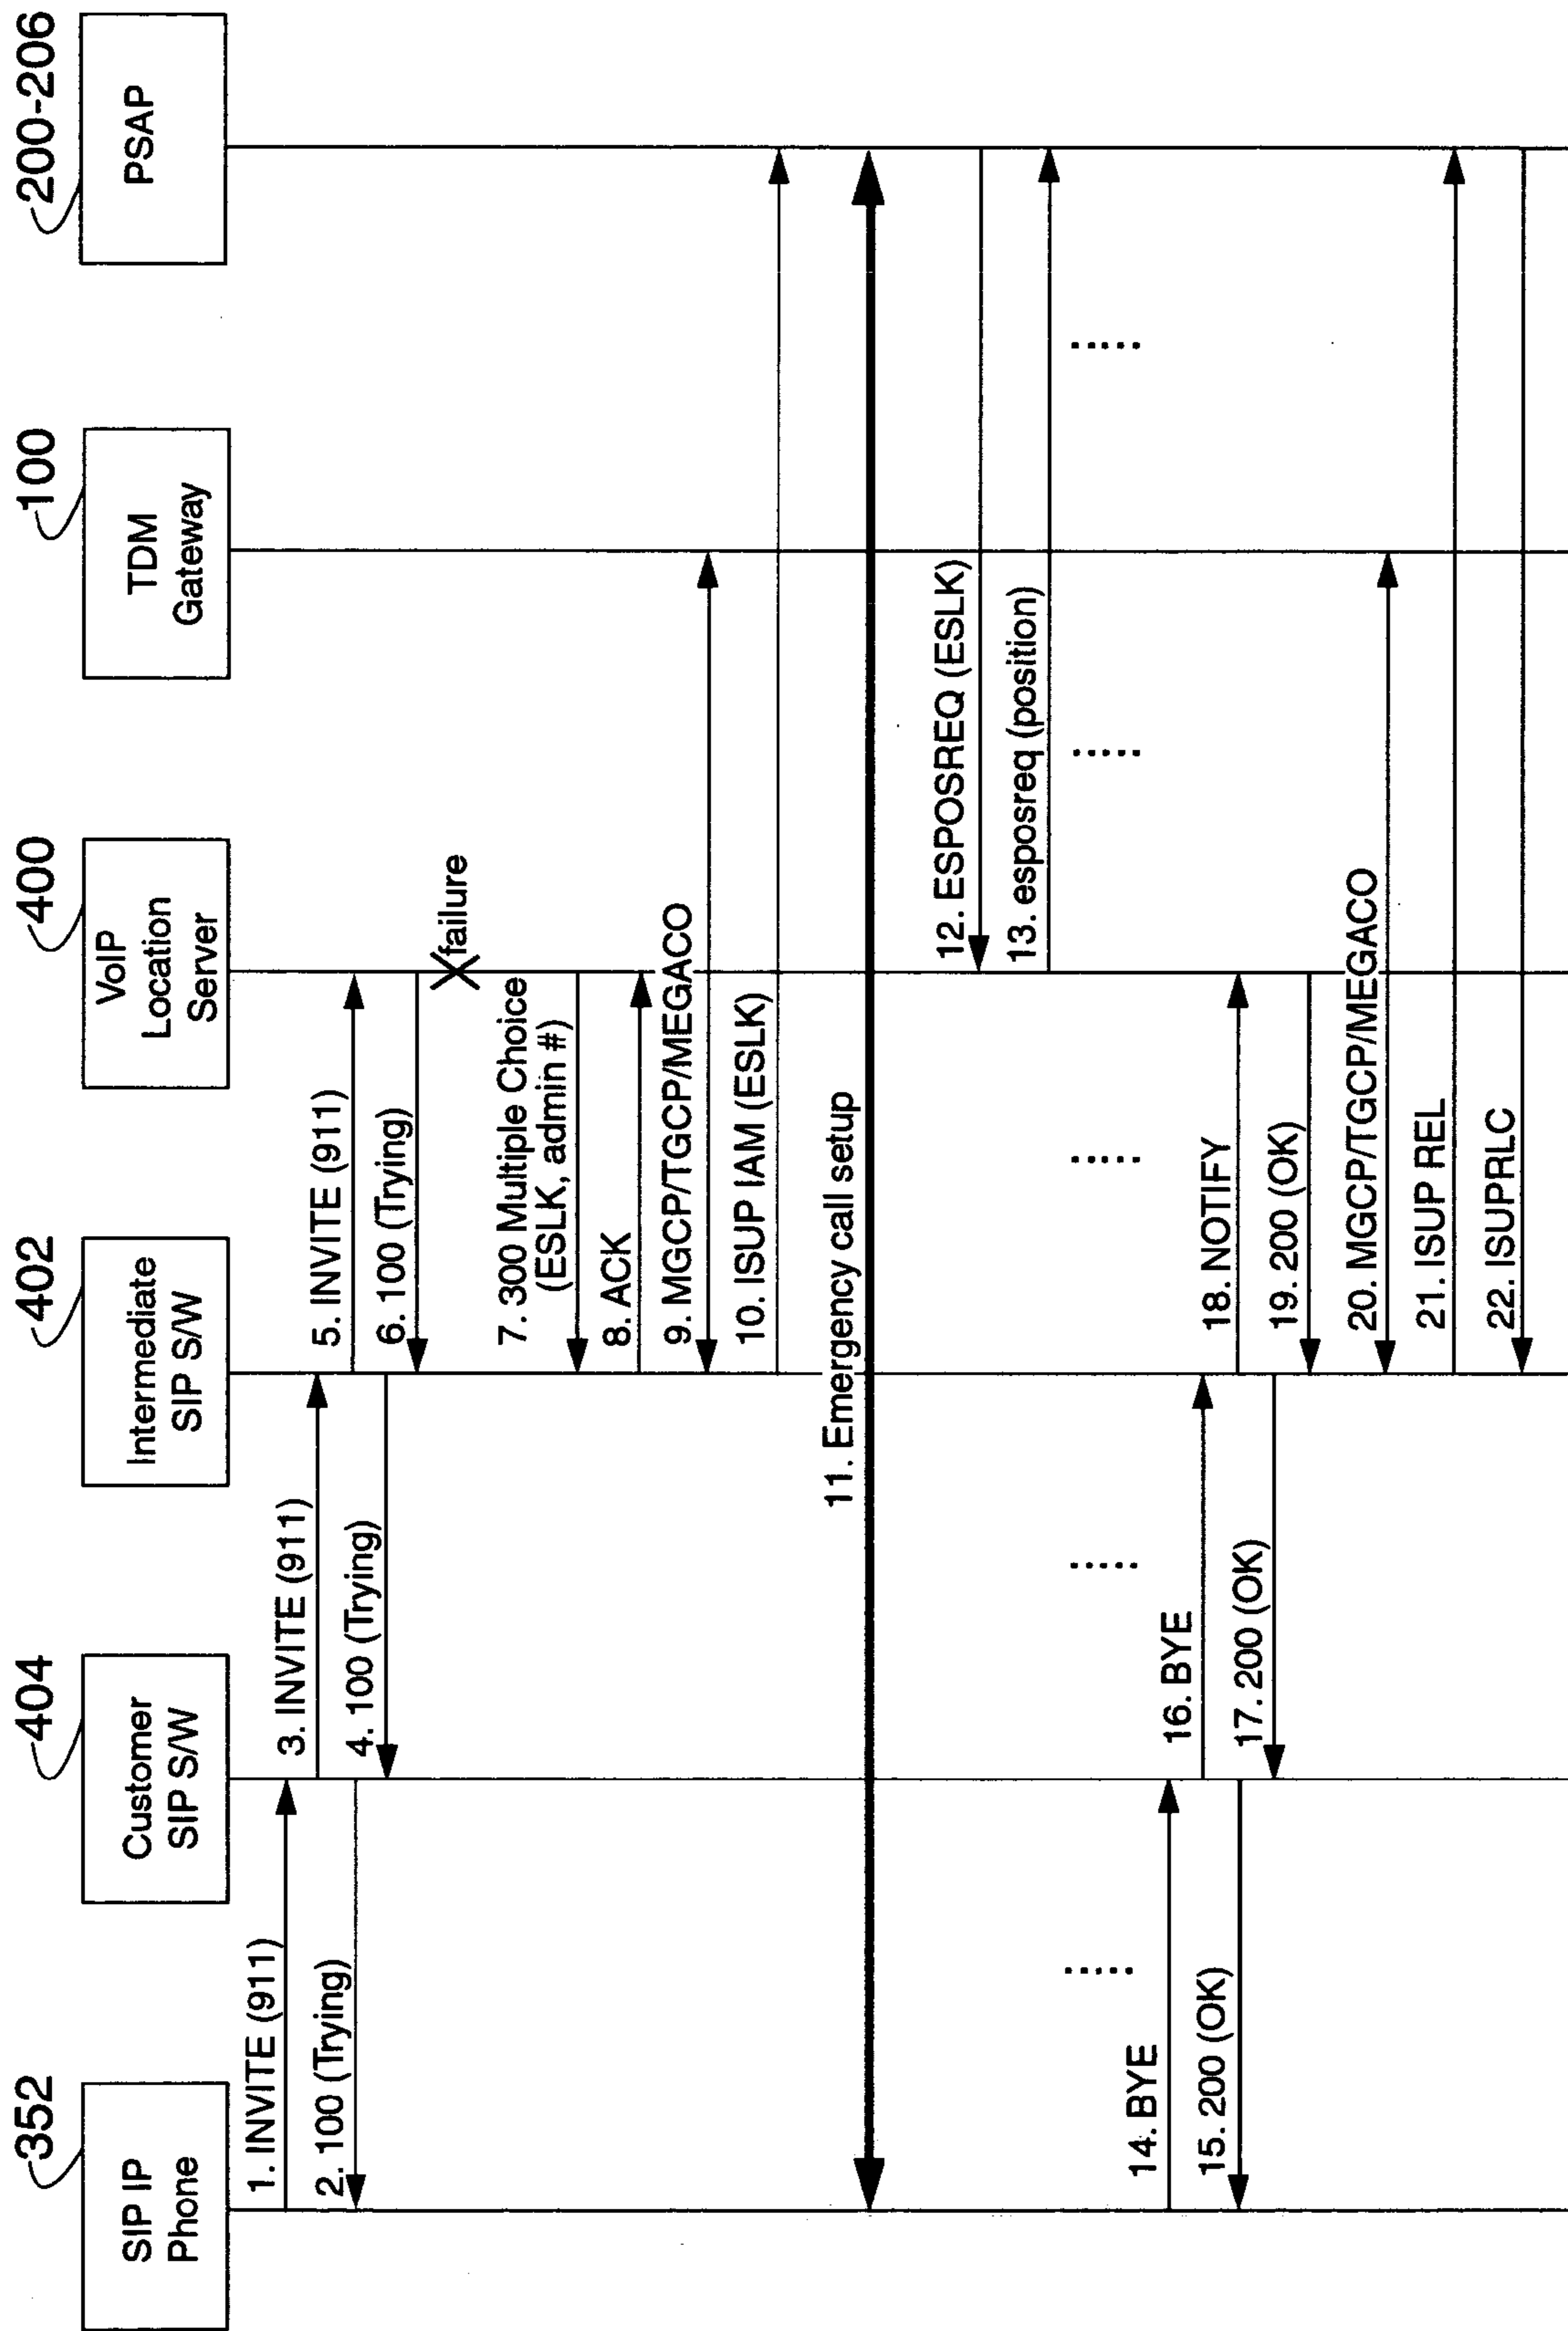 352
SIP IP
Phone
404
Customer
SIP S/W
402
Intermediate
SIP S/W
400
VoIP
Location
Server
100
TDM
Gateway
200-206
PSAP
1. INVITE (911)
2. 100 (Trying)
3. INVITE (911)
4. 100 (Trying)
5. INVITE (911)
6. 100 (Trying)
failure
7. 300 Multiple Choice
(ESLK, admin #)
8. ACK
9. MGCP/TGCP/MEGACO
10. ISUP IAM (ESLK)
11. Emergency call setup
12. ESPOSREQ (ESLK)
13. esposreq (position)
.....
.....
.....
.....
.....
14. BYE
15. 200 (OK)
16. BYE
17. 200 (OK)
18. NOTIFY
19. 200 (OK)
20. MGCP/TGCP/MEGACO
21. ISUP REL
22. ISUPRLC